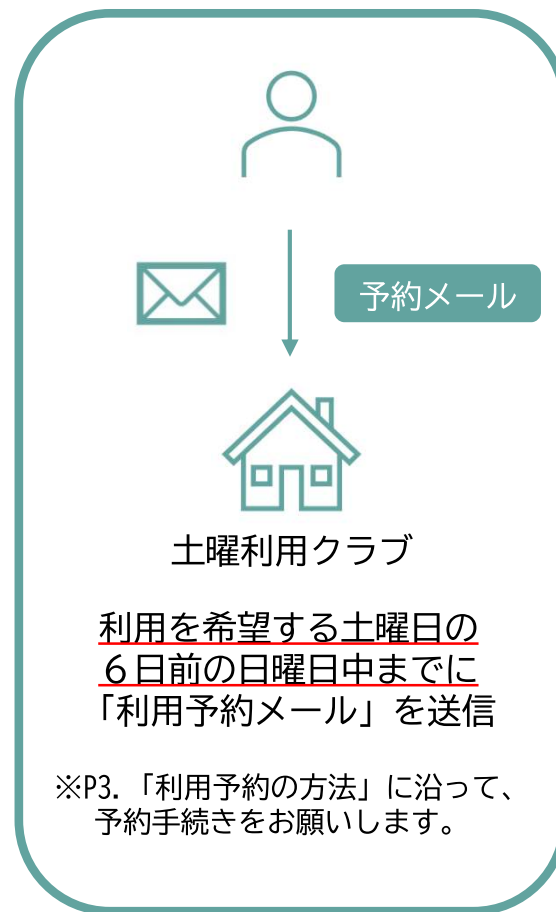 予約メール
土曜利用クラブ
利用を希望する土曜日の
６日前の日曜日中までに
「利用予約メール」を送信
※P3.「利用予約の方法」に沿って、
予約手続きをお願いします。